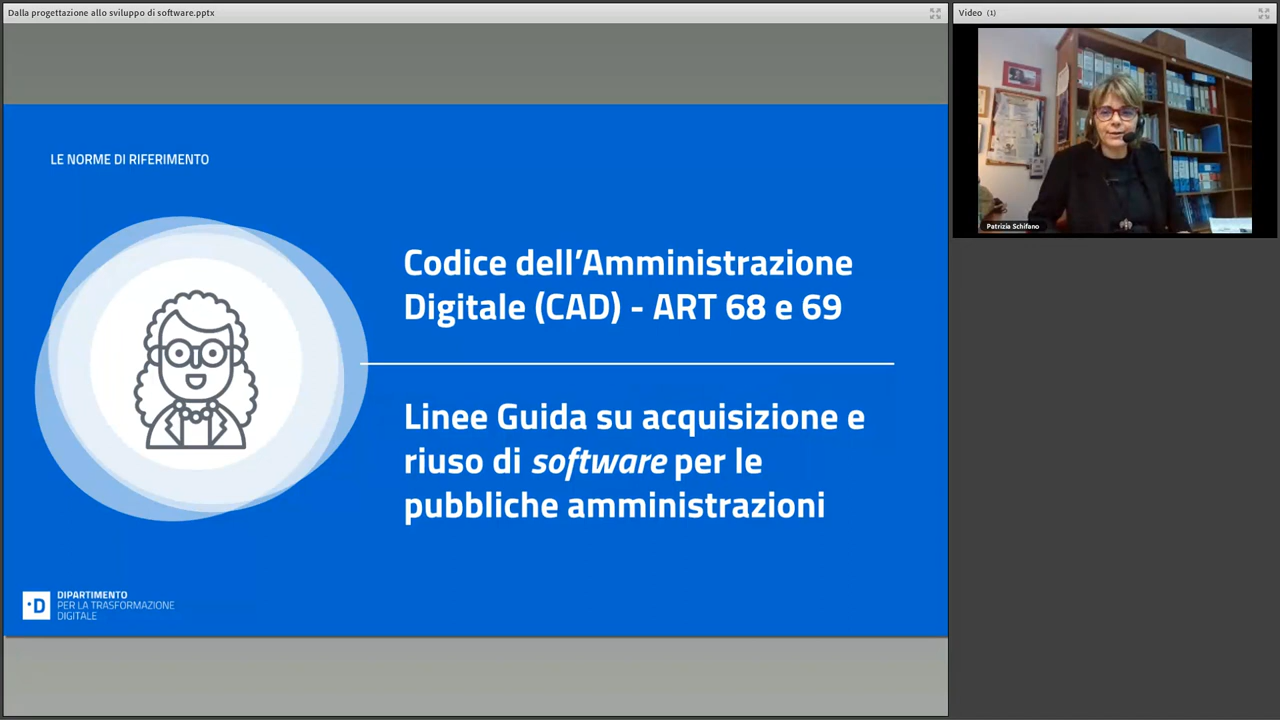 Dalla progettazione allo sviluppo di software.pptx
Video (1)
LE NORME DI RIFERIMENTO
Codice dell’Amministrazione
Digitale (CAD) - ART 68 e 69
Linee Guida su acquisizione e
riuso di software per le
pubbliche amministrazioni
·D
DIPARTIMENTO
PER LA TRASFORMAZIONE
DIGITALE
Patrizia Schifano